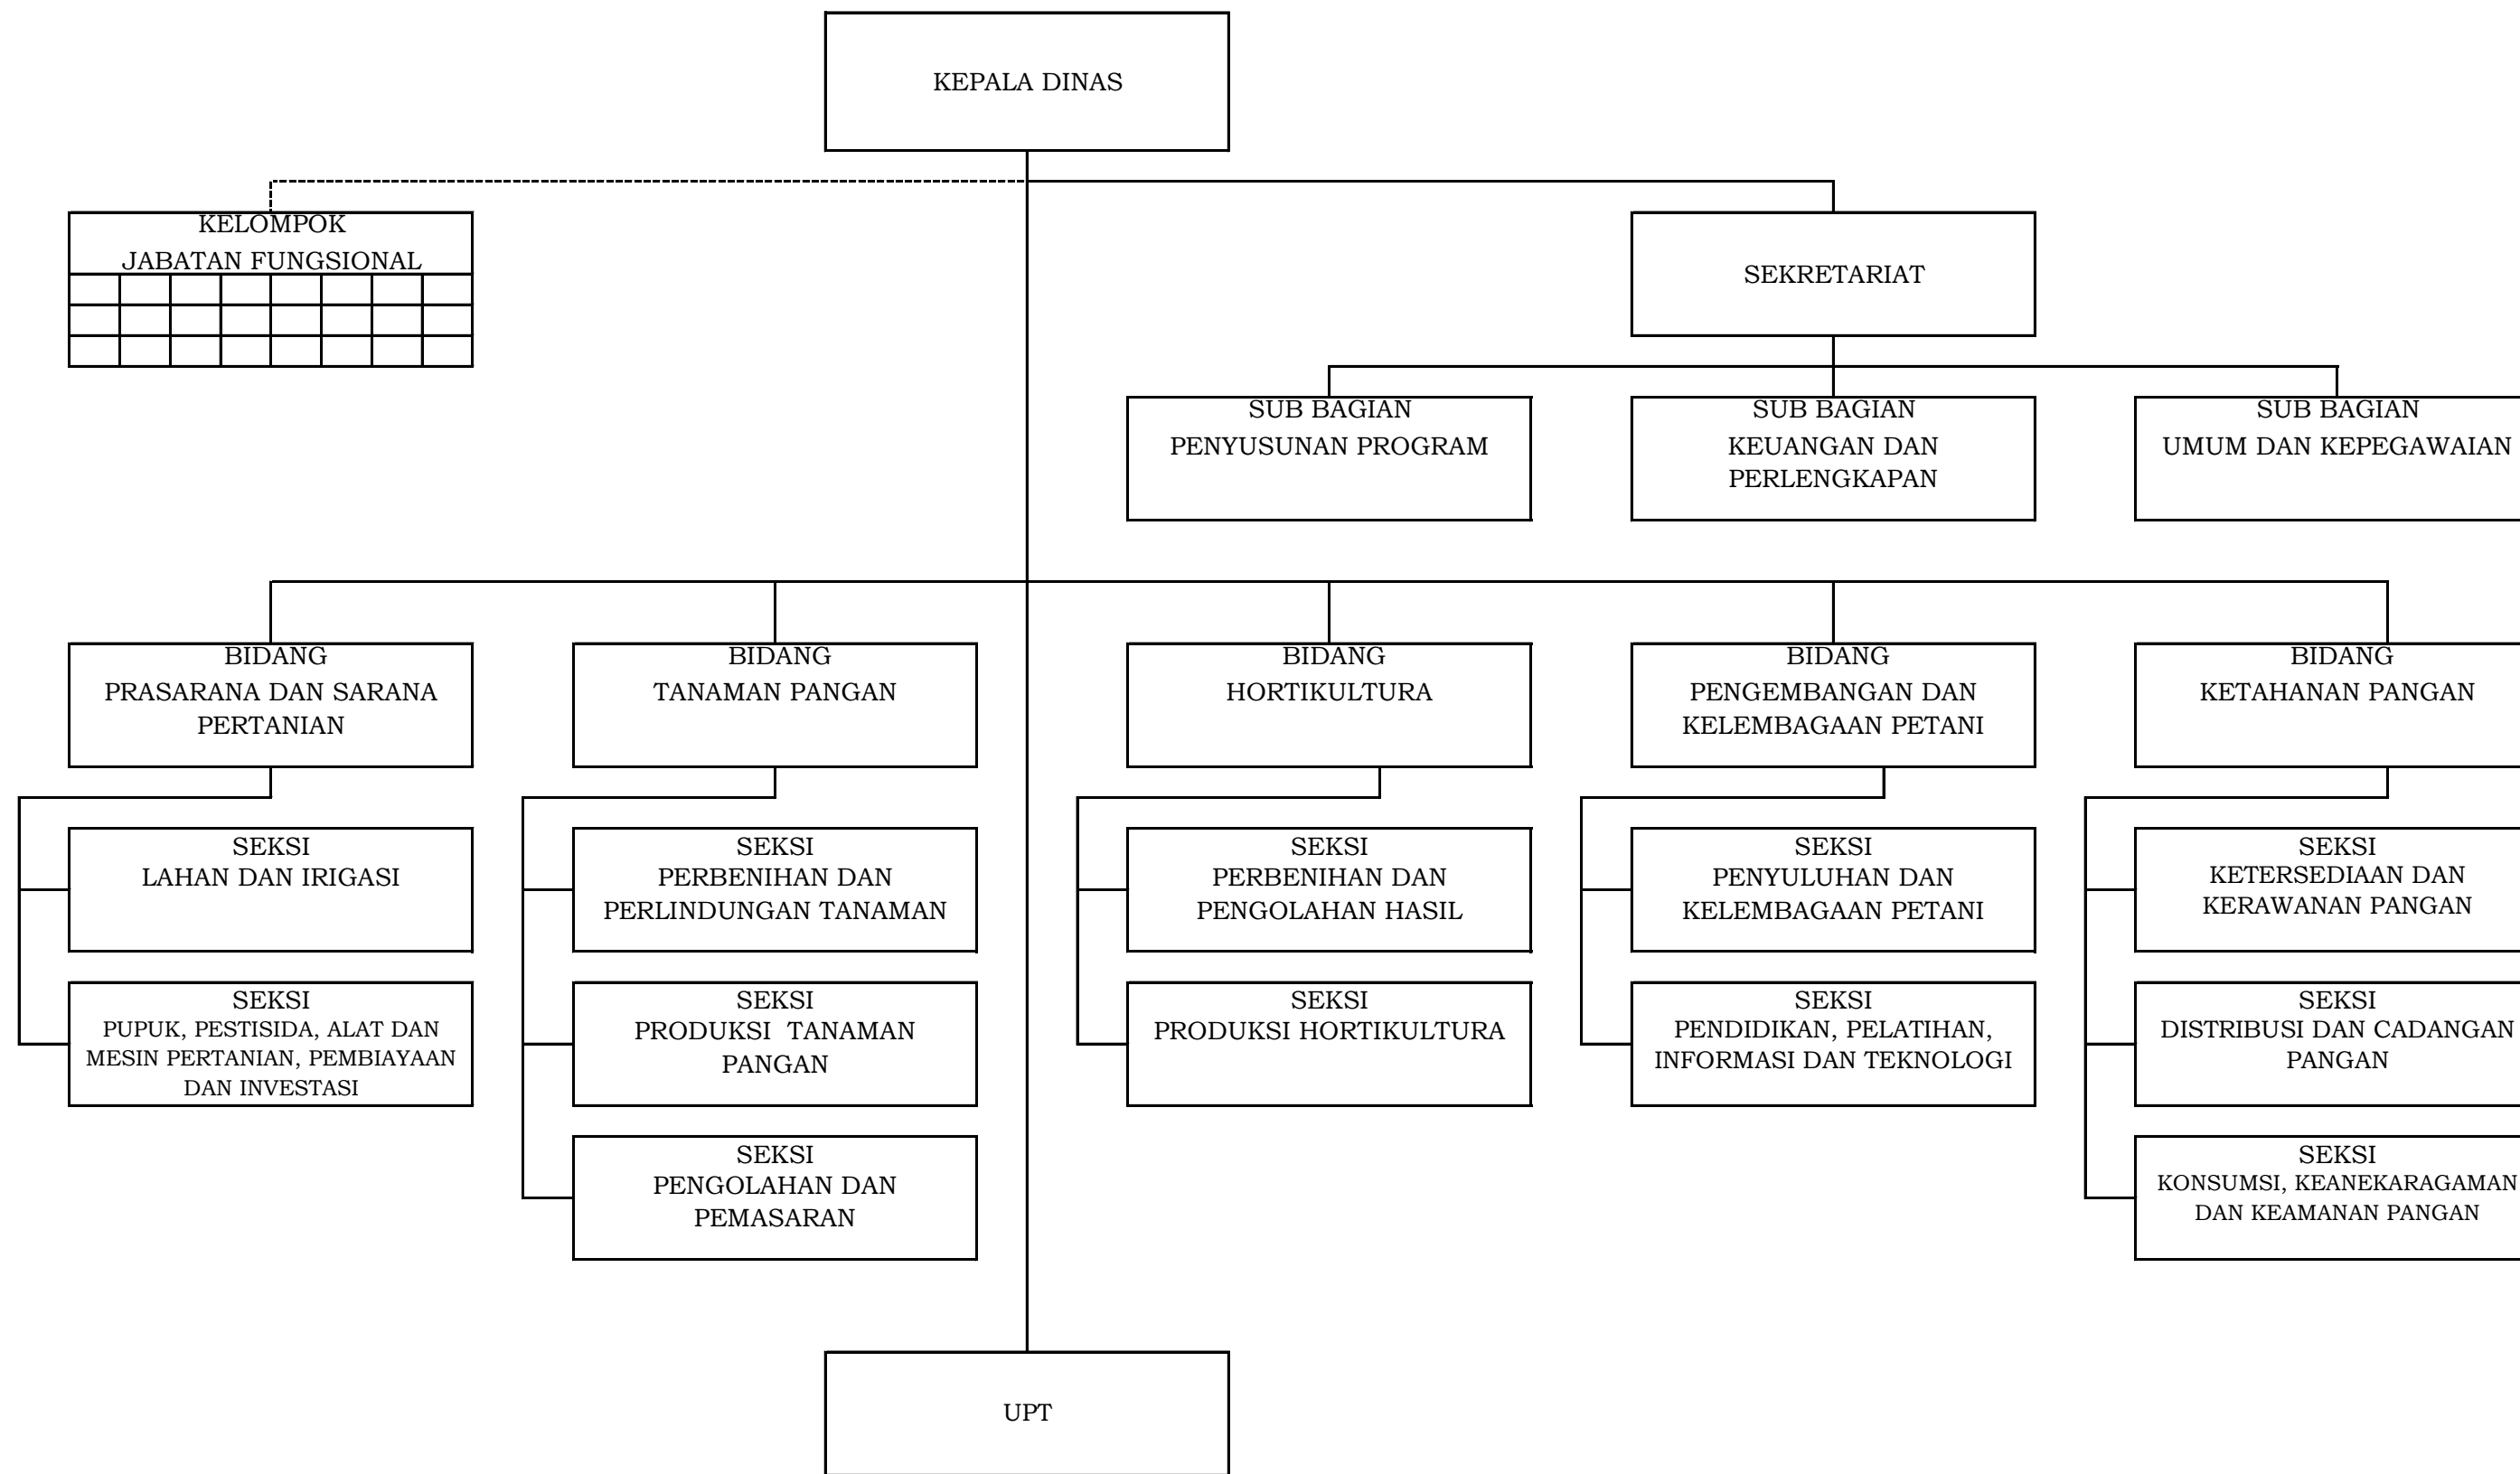 KEPALA DINAS
KELOMPOK
JABATAN FUNGSIONAL
SEKRETARIAT
SUB BAGIAN
PENYUSUNAN PROGRAM
SUB BAGIAN
KEUANGAN DAN
PERLENGKAPAN
SUB BAGIAN
UMUM DAN KEPEGAWAIAN
BIDANG
PRASARANA DAN SARANA
PERTANIAN
BIDANG
TANAMAN PANGAN
BIDANG
HORTIKULTURA
BIDANG
PENGEMBANGAN DAN
KELEMBAGAAN PETANI
BIDANG
KETAHANAN PANGAN
SEKSI
LAHAN DAN IRIGASI
SEKSI
PERBENIHAN DAN
PERLINDUNGAN TANAMAN
SEKSI
PERBENIHAN DAN
PENGOLAHAN HASIL
SEKSI
PENYULUHAN DAN
KELEMBAGAAN PETANI
SEKSI
KETERSEDIAAN DAN
KERAWANAN PANGAN
SEKSI
PUPUK, PESTISIDA, ALAT DAN
MESIN PERTANIAN, PEMBIAYAAN
DAN INVESTASI
SEKSI
PRODUKSI  TANAMAN
PANGAN
SEKSI
PRODUKSI HORTIKULTURA
SEKSI
PENDIDIKAN, PELATIHAN,
INFORMASI DAN TEKNOLOGI
SEKSI
DISTRIBUSI DAN CADANGAN
PANGAN
SEKSI
PENGOLAHAN DAN
PEMASARAN
SEKSI
KONSUMSI, KEANEKARAGAMAN
DAN KEAMANAN PANGAN
UPT